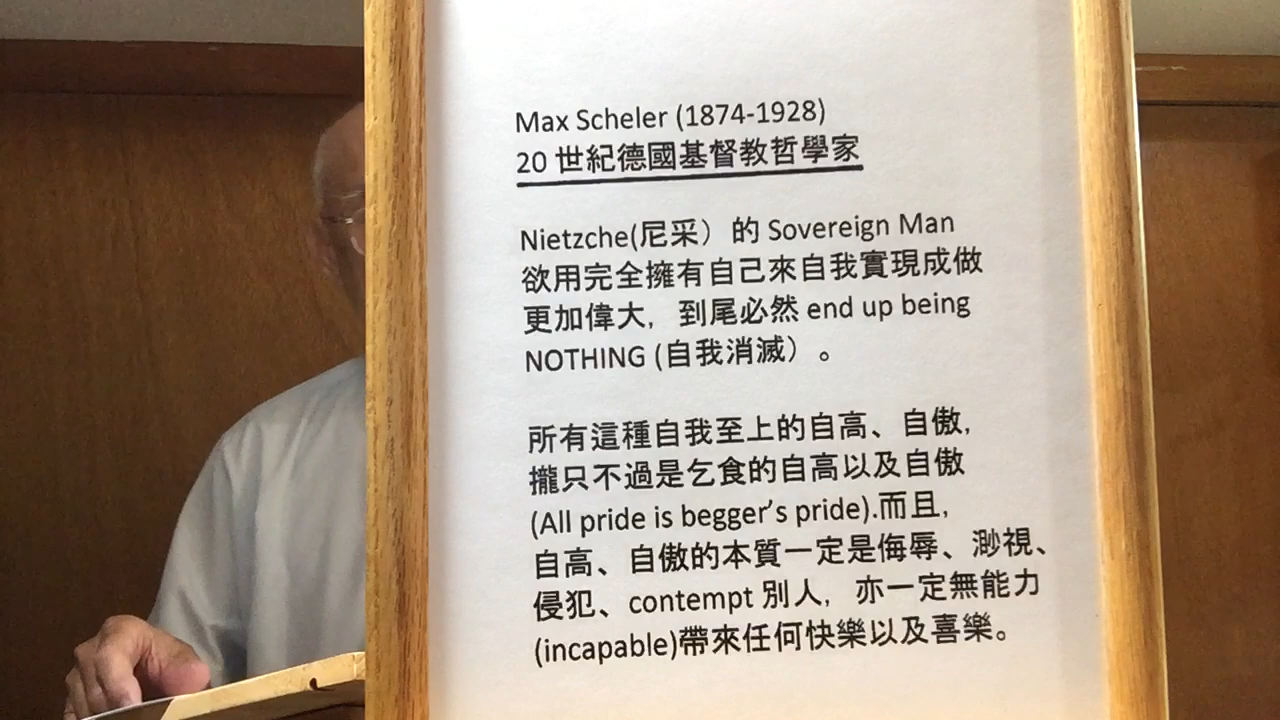 Max Scheler (1874-1928)
20 世紀德國基督教哲學家
Nietzche(尼采）的 Sovereign Man
欲用完全擁有自己來自我實現成做
更加偉大，到尾必然 end up being
NOTHING (自我消滅）。
所有這種自我至上的自高、自傲，
攏只不過是乞食的自高以及自傲
(All pride is begger’s pride).而且，
自高、自傲的本質一定是侮辱、渺視、
侵犯、contempt 別人，亦一定無能力
(incapable)帶來任何快樂以及喜樂。